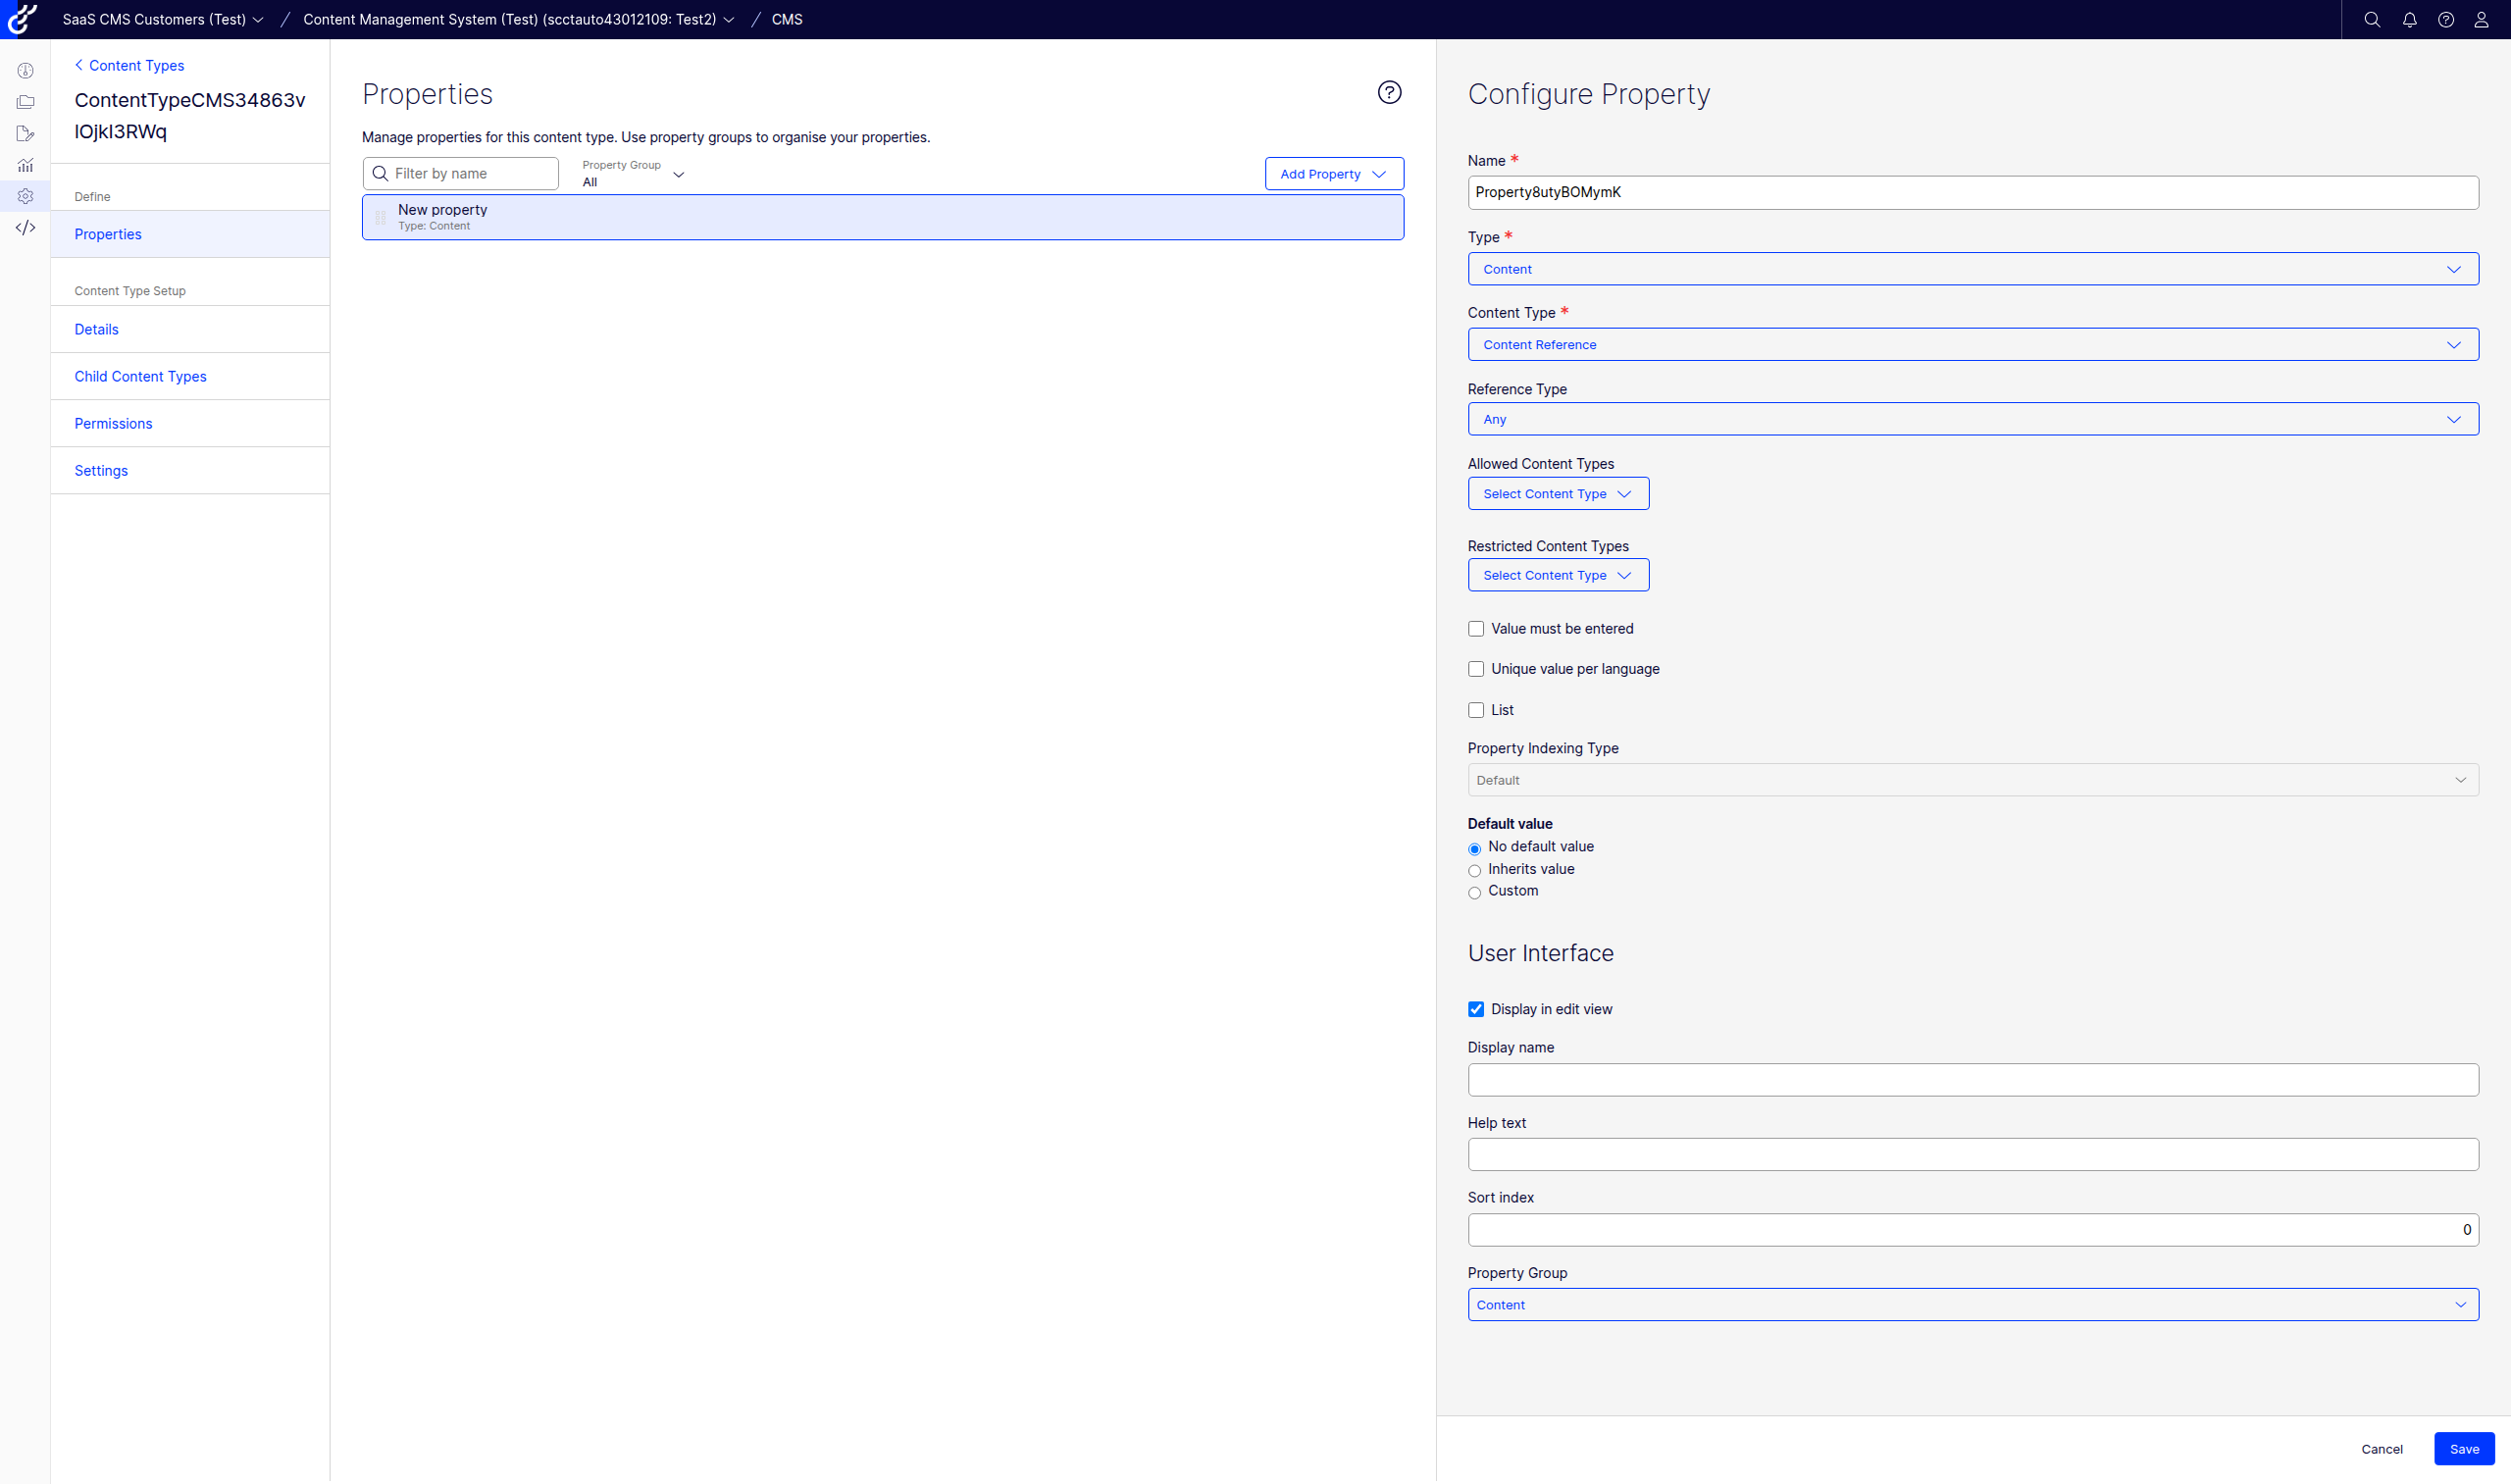 SaaS CMS Customers (Test) / Content Management System (Test) (scctauto43012109: Test2) / CMS
Content Types
ContentTypeCMS34863v
lOjkI3RWq
Define
Properties
Content Type Setup
Details
Child Content Types
Permissions
Settings
Properties
Manage properties for this content type. Use property groups to organise your properties.
Filter by name
Property Group
All
Add Property
New property
Type: Content
Configure Property
Name *
Property8utyBOMymK
Type *
Content
Content Type *
Content Reference
Reference Type
Any
Allowed Content Types
Select Content Type
Restricted Content Types
Select Content Type
Value must be entered
Unique value per language
List
Property Indexing Type
Default
Default value
No default value
Inherits value
Custom
User Interface
Display in edit view
Display name
Help text
Sort index
0
Property Group
Content
Cancel
Save